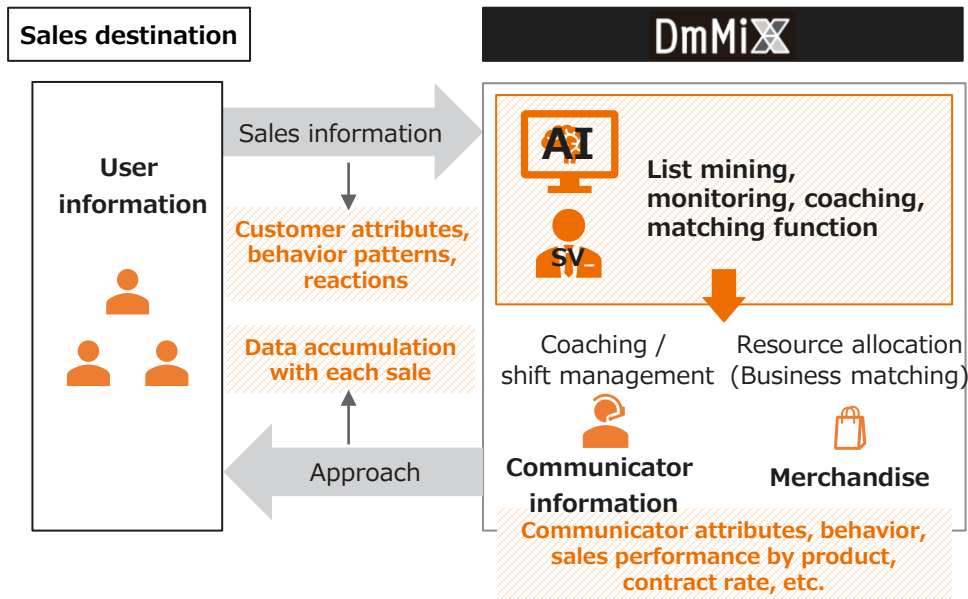 Sales destination
DmMiX
User
information
Sales information
Customer attributes,
behavior patterns,
reactions
Data accumulation
with each sale
Approach
AI
SV
List mining,
monitoring, coaching,
matching function
Coaching /
shift management
Resource allocation
(Business matching)
Communicator
information
Merchandise
Communicator attributes, behavior,
sales performance by product,
contract rate, etc.